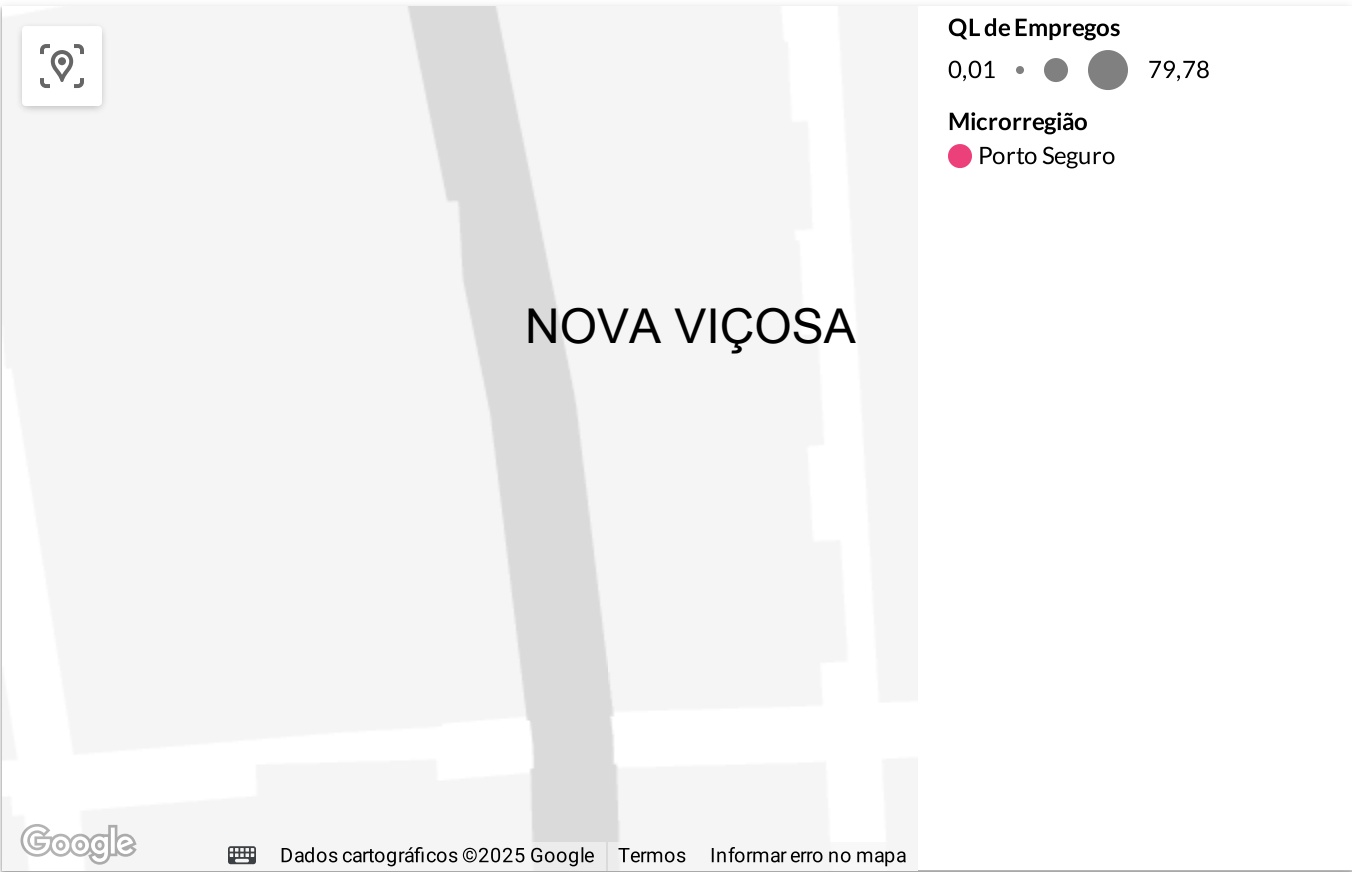 QL de Empregos
0,01 79,78
Microrregião
Porto Seguro
NOVA VIÇOSA
Google
Dados cartográficos ©2025 Google Termos Informar erro no mapa